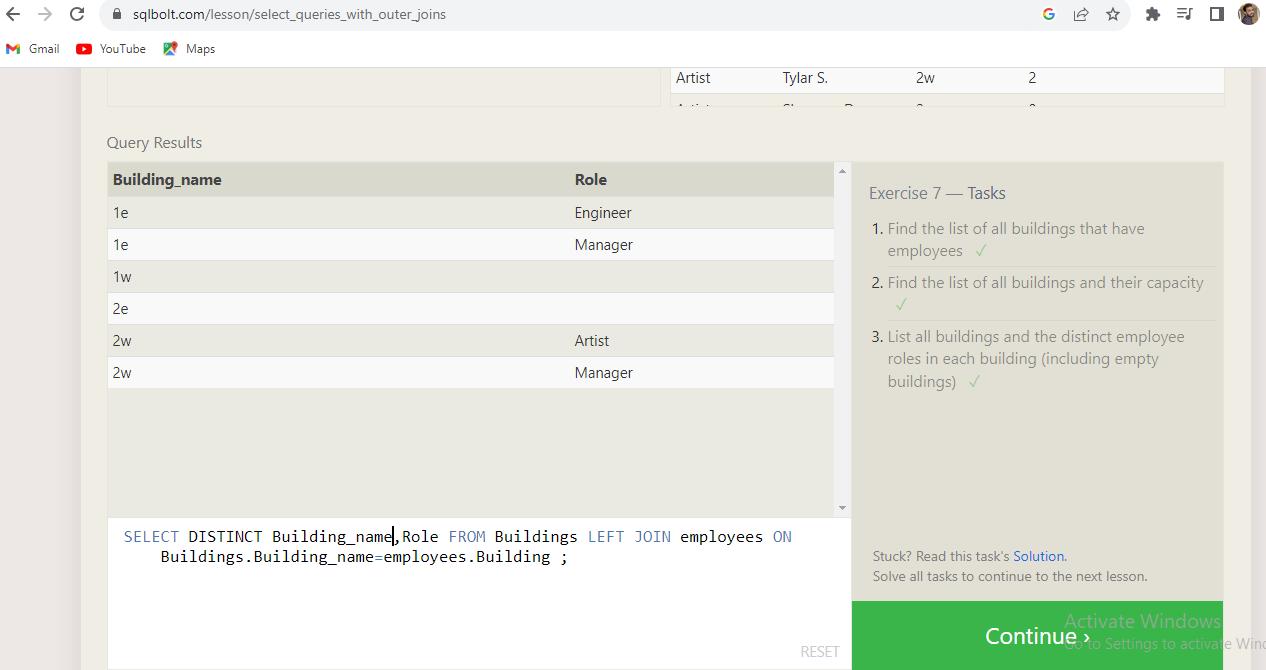 sqlbolt.com/lesson/select_queries_with_outer_joins
Gmail YouTube Maps
Artist Tylar S. 2w 2
Query Results
Building_name Role
1e Engineer
1e Manager
1w
2e
2w Artist
2w Manager
SELECT DISTINCT Building_name,Role FROM Buildings LEFT JOIN employees ON
Buildings.Building_name=employees.Building ;
RESET
Exercise 7 — Tasks
1. Find the list of all buildings that have
employees ✓
2. Find the list of all buildings and their capacity
✓
3. List all buildings and the distinct employee
roles in each building (including empty
buildings) ✓
Stuck? Read this task's Solution.
Solve all tasks to continue to the next lesson.
Continue ›
Activate Windows
Go to Settings to activate Win